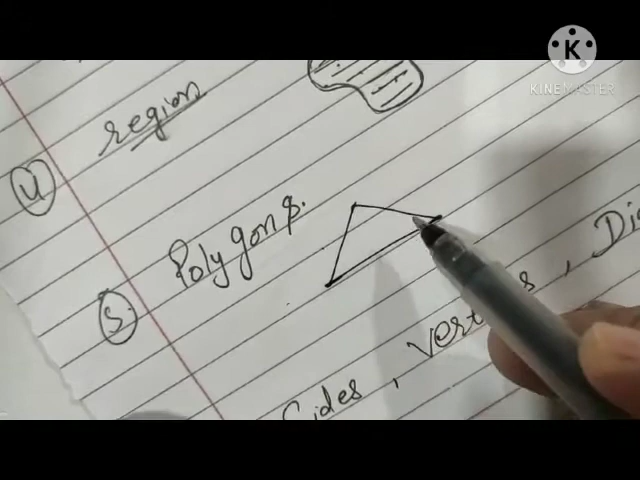 K
KINEMASTER
4 region
5. Polygons.
Sides, vert s, Di